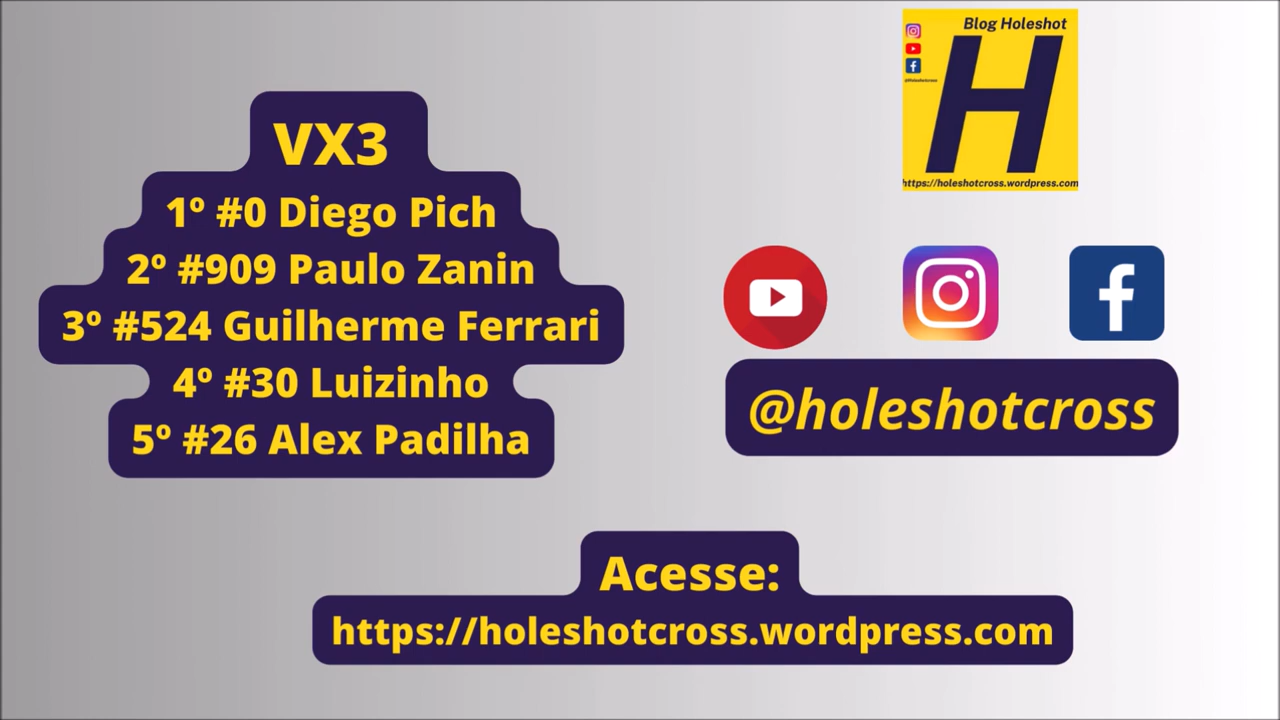 VX3
1º #0 Diego Pich
2º #909 Paulo Zanin
3º #524 Guilherme Ferrari
4º #30 Luizinho
5º #26 Alex Padilha
Blog Holeshot
@holeshotcross
H
https://holeshotcross.wordpress.com
@holeshotcross
Acesse:
https://holeshotcross.wordpress.com